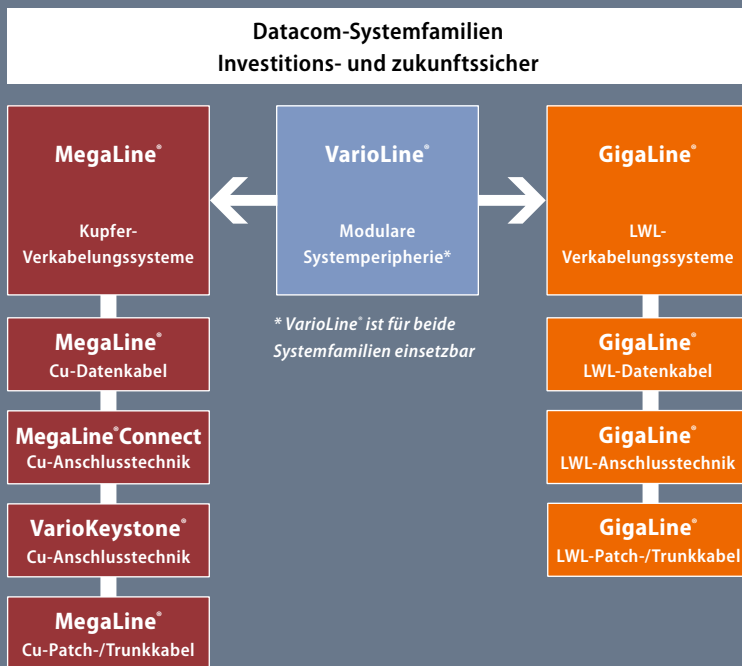 Datacom-Systemfamilien
Investitions- und zukunftssicher
MegaLine®
Kupfer-
Verkabelungssysteme
VarioLine®
Modulare
Systemperipherie*
GigaLine®
LWL-
Verkabelungssysteme
* VarioLine® ist für beide
Systemfamilien einsetzbar
MegaLine®
Cu-Datenkabel
MegaLine®Connect
Cu-Anschlusstechnik
VarioKeystone®
Cu-Anschlusstechnik
MegaLine®
Cu-Patch-/Trunkkabel
GigaLine®
LWL-Datenkabel
GigaLine®
LWL-Anschlusstechnik
GigaLine®
LWL-Patch-/Trunkkabel